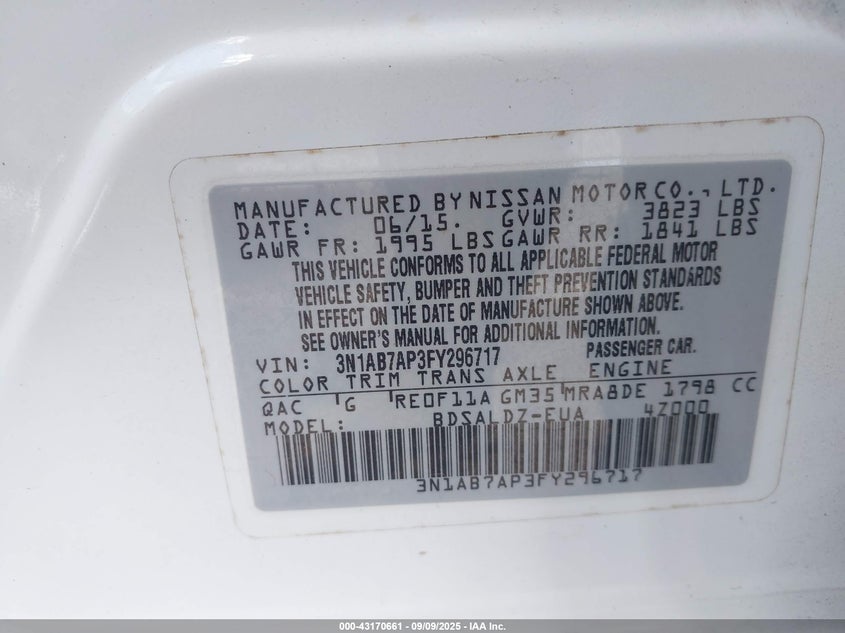 MANUFACTURED BY NISSAN MOTOR CO., LTD.
DATE: 06/15. GVWR: 3823 LBS
GAWR FR: 1995 LBS GAWR RR: 1841 LBS
THIS VEHICLE CONFORMS TO ALL APPLICABLE FEDERAL MOTOR
VEHICLE SAFETY, BUMPER AND THEFT PREVENTION STANDARDS
IN EFFECT ON THE DATE OF MANUFACTURE SHOWN ABOVE.
SEE OWNER'S MANUAL FOR ADDITIONAL INFORMATION.
VIN: 3N1AB7AP3FY296717 PASSENGER CAR.
COLOR TRIM TRANS AXLE ENGINE
QAC G RE0F11A GM35 MRA8DE 1798 CC
MODEL: BDSALDZ-EUA 4Z000
3N1AB7AP3FY296717
000-43170661 - 09/09/2025 - IAA Inc.